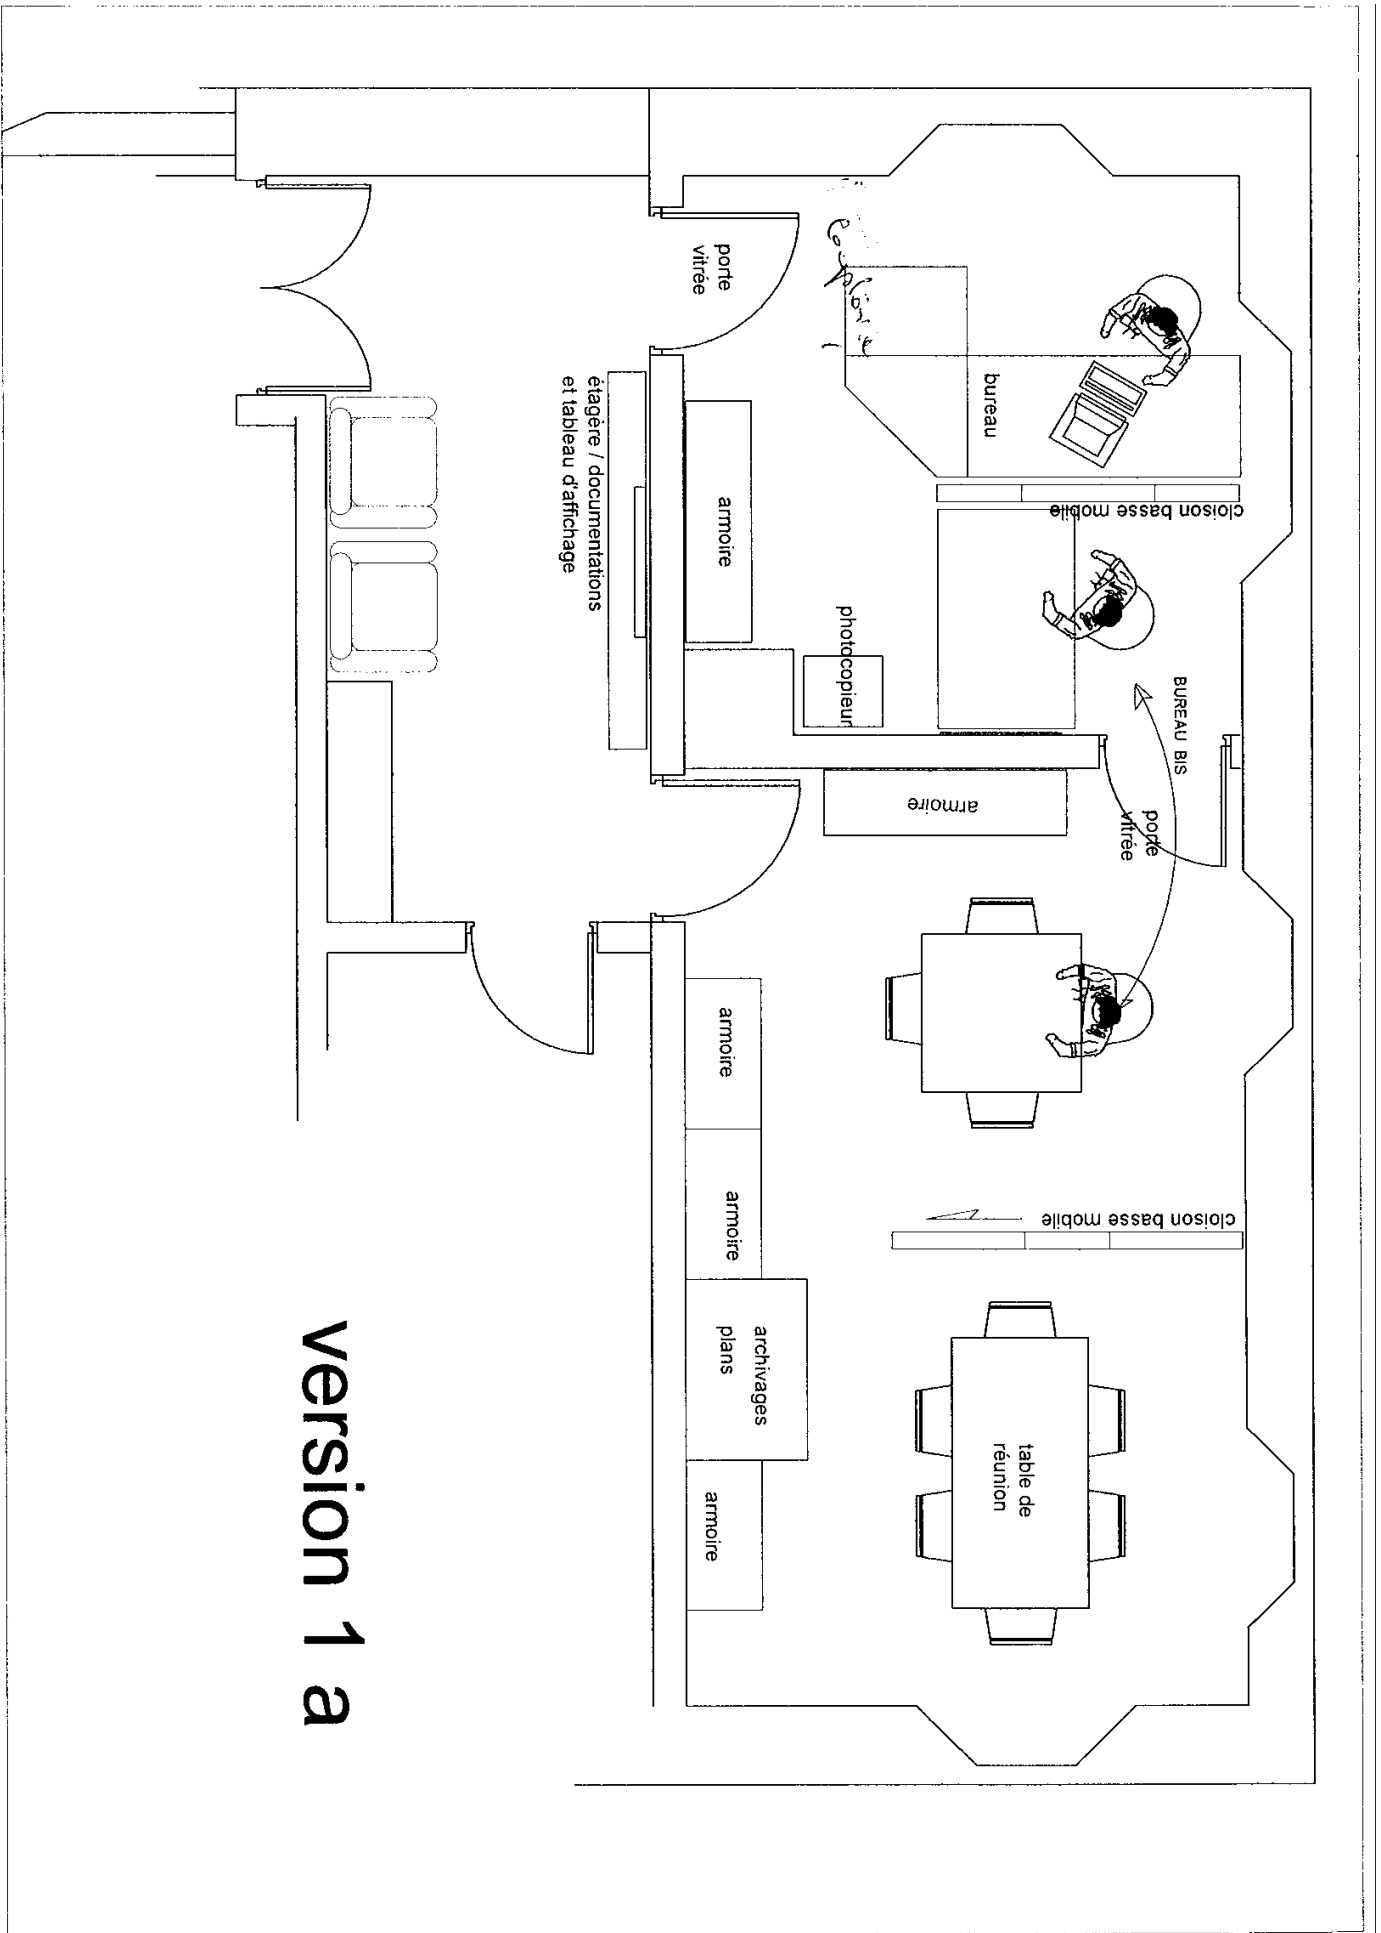 porte
vitrée
bureau
cloison basse mobile
étagère / documentations
et tableau d'affichage
armoire
photocopieur
BUREAU BIS
porte
vitrée
armoire
armoire
armoire
cloison basse mobile
archivages
plans
armoire
table de
réunion
version 1 a